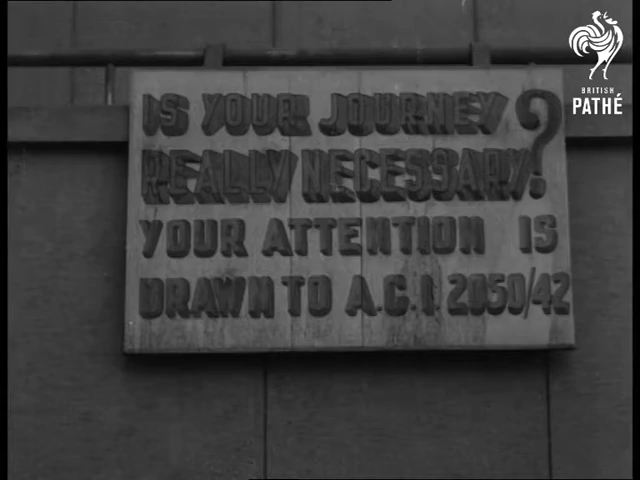 BRITISH
PATHÉ
IS YOUR JOURNEY
REALLY NECESSARY?
YOUR ATTENTION IS
DRAWN TO A.C.I. 2050/42